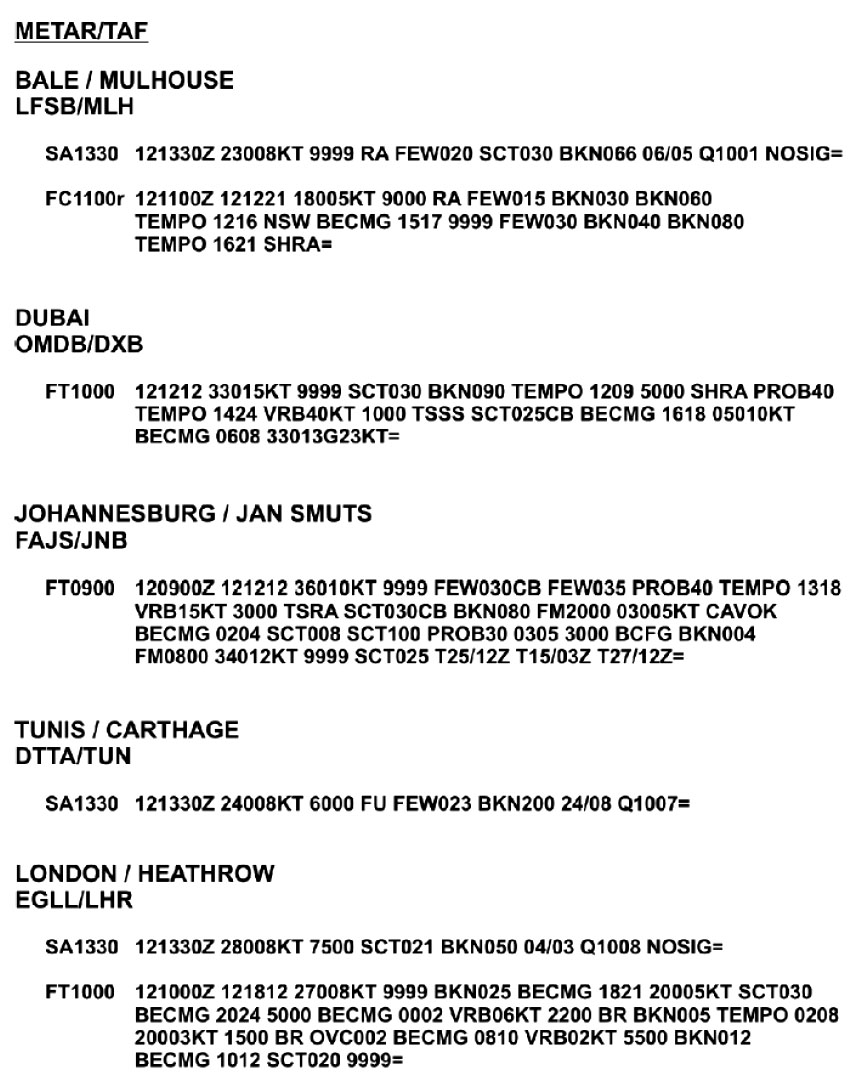 METAR/TAF
BALE / MULHOUSE
LFSB/MLH
SA1330 121330Z 23008KT 9999 RA FEW020 SCT030 BKN066 06/05 Q1001 NOSIG=
FC1100r 121100Z 121221 18005KT 9000 RA FEW015 BKN030 BKN060
TEMPO 1216 NSW BECMG 1517 9999 FEW030 BKN040 BKN080
TEMPO 1621 SHRA=
DUBAI
OMDB/DXB
FT1000 121212 33015KT 9999 SCT030 BKN090 TEMPO 1209 5000 SHRA PROB40
TEMPO 1424 VRB40KT 1000 TSSS SCT025CB BECMG 1618 05010KT
BECMG 0608 33013G23KT=
JOHANNESBURG / JAN SMUTS
FAJS/JNB
FT0900 120900Z 121212 36010KT 9999 FEW030CB FEW035 PROB40 TEMPO 1318
VRB15KT 3000 TSRA SCT030CB BKN080 FM2000 03005KT CAVOK
BECMG 0204 SCT008 SCT100 PROB30 0305 3000 BCFG BKN004
FM0800 34012KT 9999 SCT025 T25/12Z T15/03Z T27/12Z=
TUNIS / CARTHAGE
DTTA/TUN
SA1330 121330Z 24008KT 6000 FU FEW023 BKN200 24/08 Q1007=
LONDON / HEATHROW
EGLL/LHR
SA1330 121330Z 28008KT 7500 SCT021 BKN050 04/03 Q1008 NOSIG=
FT1000 121000Z 121812 27008KT 9999 BKN025 BECMG 1821 20005KT SCT030
BECMG 2024 5000 BECMG 0002 VRB06KT 2200 BR BKN005 TEMPO 0208
20003KT 1500 BR OVC002 BECMG 0810 VRB02KT 5500 BKN012
BECMG 1012 SCT020 9999=